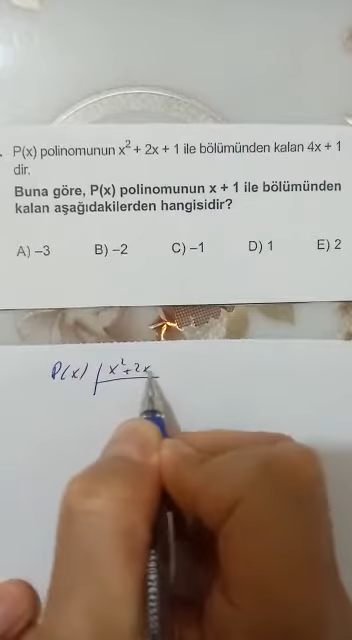 P(x) polinomunun x² + 2x + 1 ile bölümünden kalan 4x + 1
dir.
Buna göre, P(x) polinomunun x + 1 ile bölümünden
kalan aşağıdakilerden hangisidir?
A) –3 B) –2 C) –1 D) 1 E) 2
P(x) | x²+2x